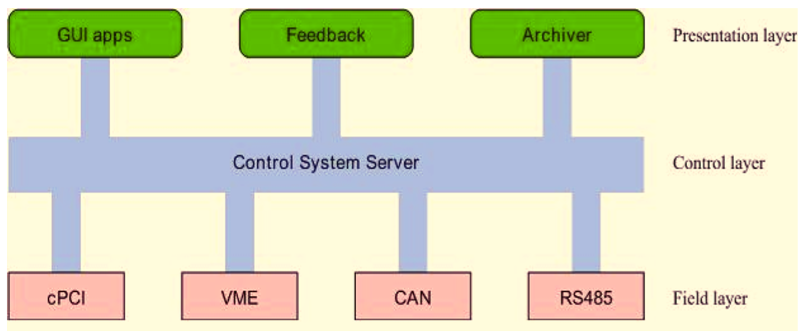 GUI apps
Feedback
Archiver
Presentation layer
Control System Server
Control layer
cPCI
VME
CAN
RS485
Field layer